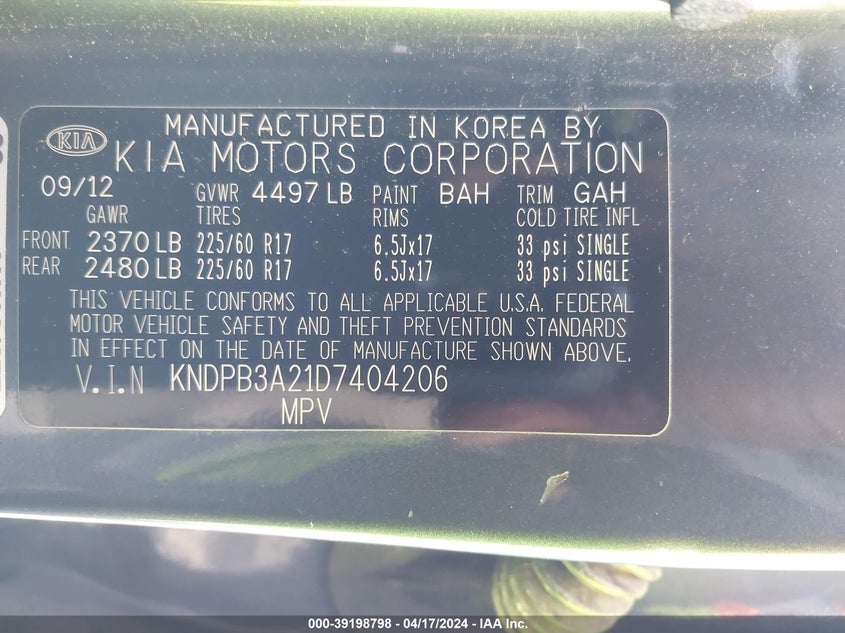 MANUFACTURED IN KOREA BY
KIA KIA MOTORS CORPORATION
09/12 GVWR 4497 LB PAINT BAH TRIM GAH
GAWR TIRES RIMS COLD TIRE INFL
FRONT 2370 LB 225/60 R17 6.5Jx17 33 psi SINGLE
REAR 2480 LB 225/60 R17 6.5Jx17 33 psi SINGLE
THIS VEHICLE CONFORMS TO ALL APPLICABLE U.S.A. FEDERAL
MOTOR VEHICLE SAFETY AND THEFT PREVENTION STANDARDS
IN EFFECT ON THE DATE OF MANUFACTURE SHOWN ABOVE.
V.I.N KNDPB3A21D7404206
MPV
000-39198798 - 04/17/2024 - IAA Inc.